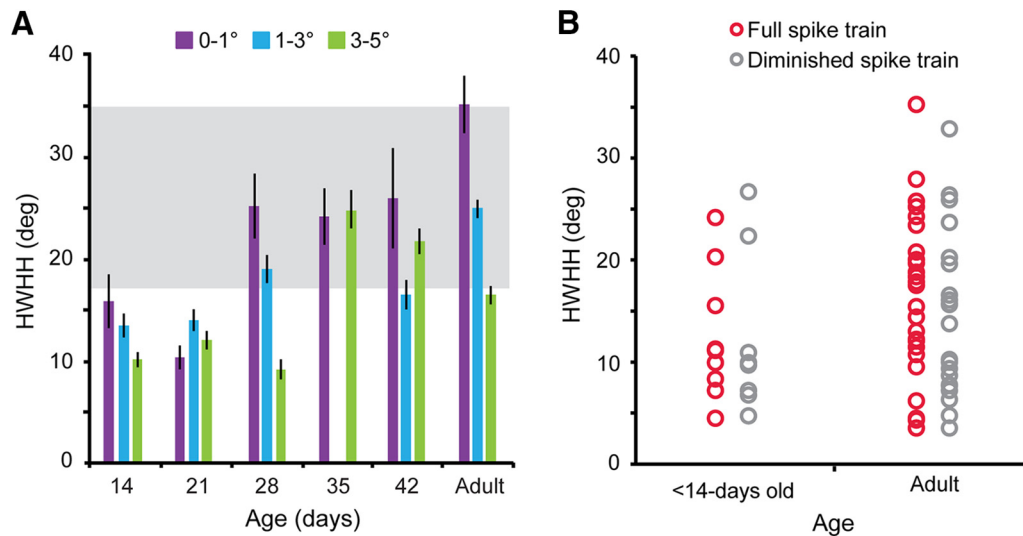 A
0-1° 1-3° 3-5°
40
30
20
10
0
HWHH (deg)
14 21 28 35 42 Adult
Age (days)
B
Full spike train
Diminished spike train
40
30
20
10
0
HWHH (deg)
<14-days old Adult
Age